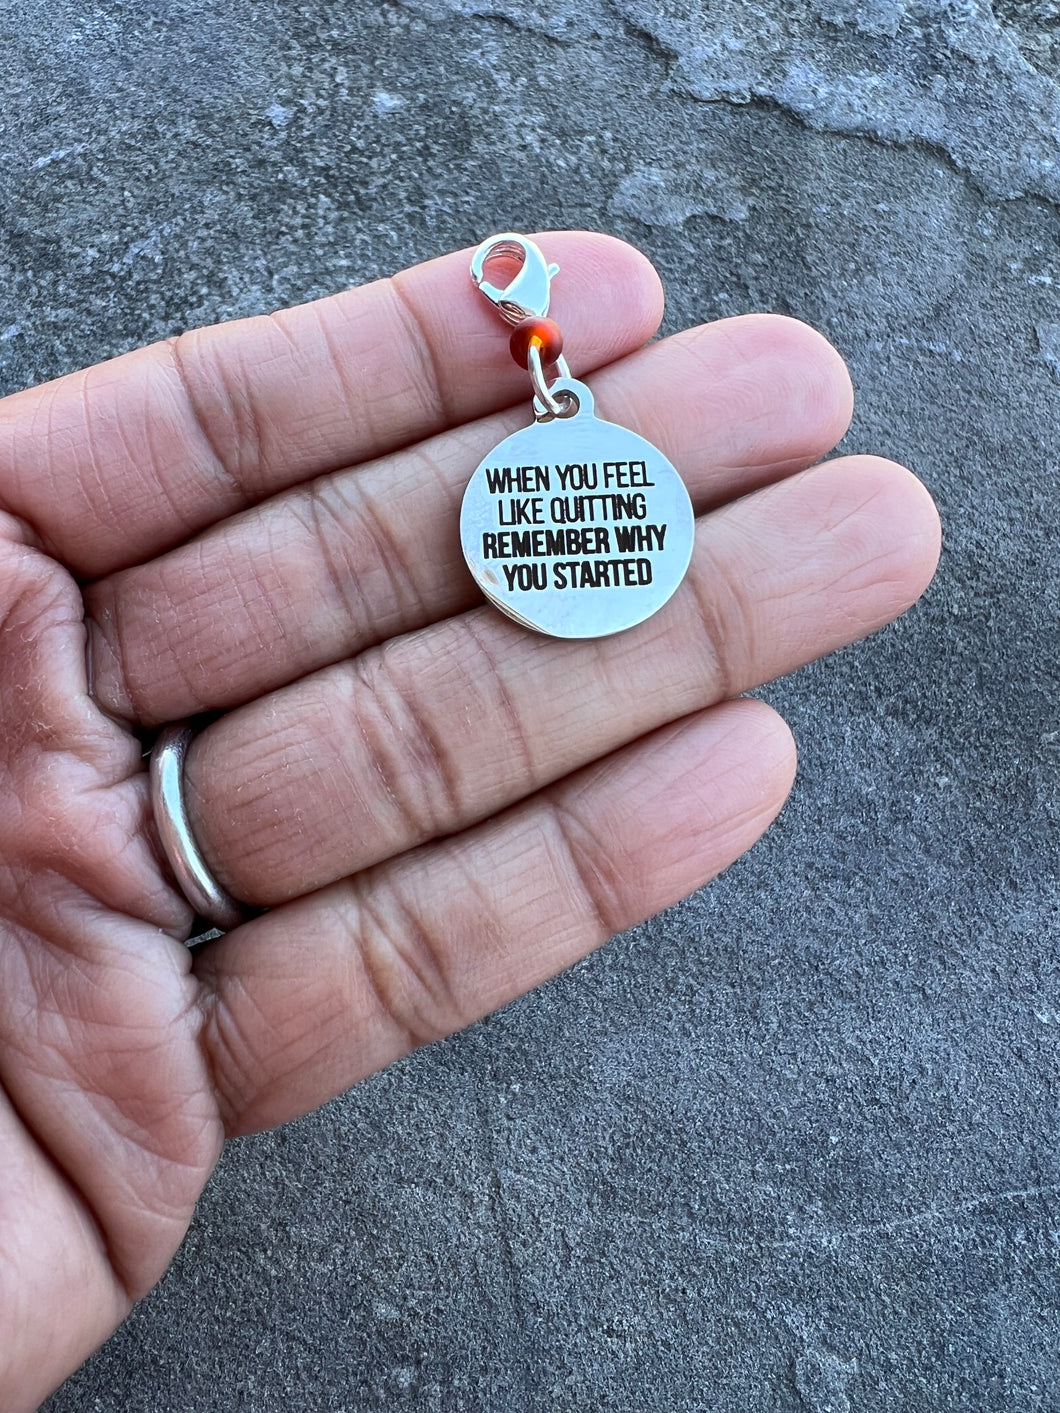 WHEN YOU FEEL
LIKE QUITTING
REMEMBER WHY
YOU STARTED